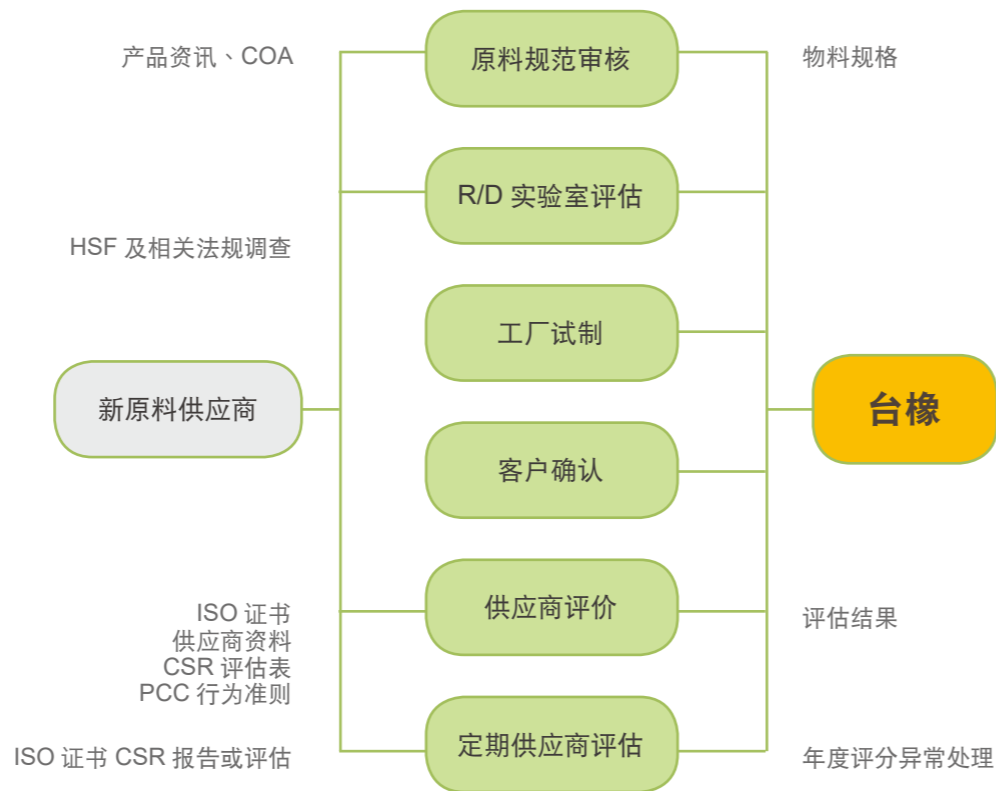 产品资讯、COA
原料规范审核
物料规格
R/D 实验室评估
HSF 及相关法规调查
工厂试制
新原料供应商
台橡
客户确认
ISO 证书
供应商资料
CSR 评估表
PCC 行为准则
供应商评价
评估结果
ISO 证书 CSR 报告或评估
定期供应商评估
年度评分异常处理